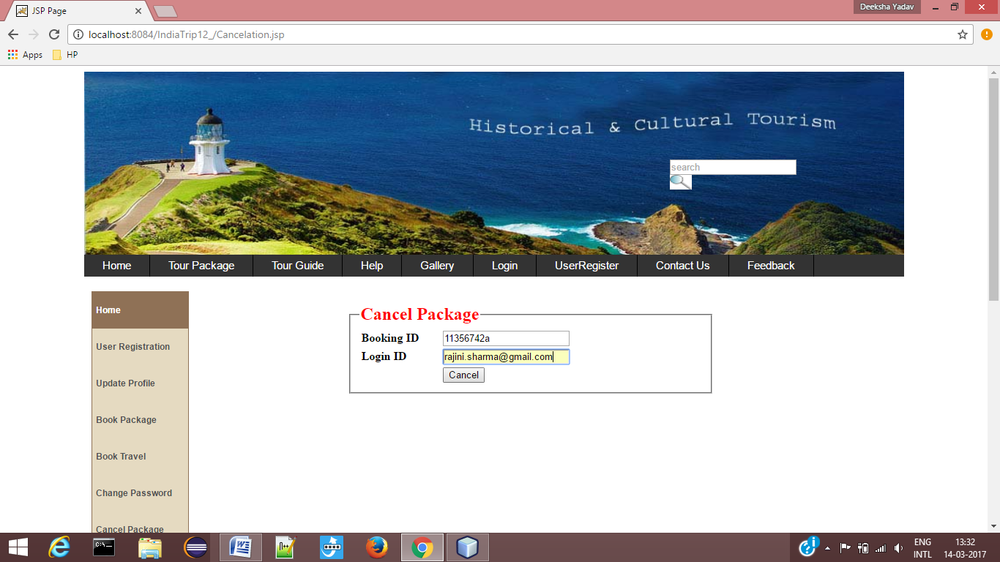 JSP Page
Deeksha Yadav
localhost:8084/IndiaTrip12_/Cancelation.jsp
Apps HP
Historical & Cultural Tourism
search
Home Tour Package Tour Guide Help Gallery Login UserRegister Contact Us Feedback
Home
User Registration
Update Profile
Book Package
Book Travel
Change Password
Cancel Package
Cancel Package
Booking ID 11356742a
Login ID rajini.sharma@gmail.com
Cancel
ENG 13:32
INTL 14-03-2017